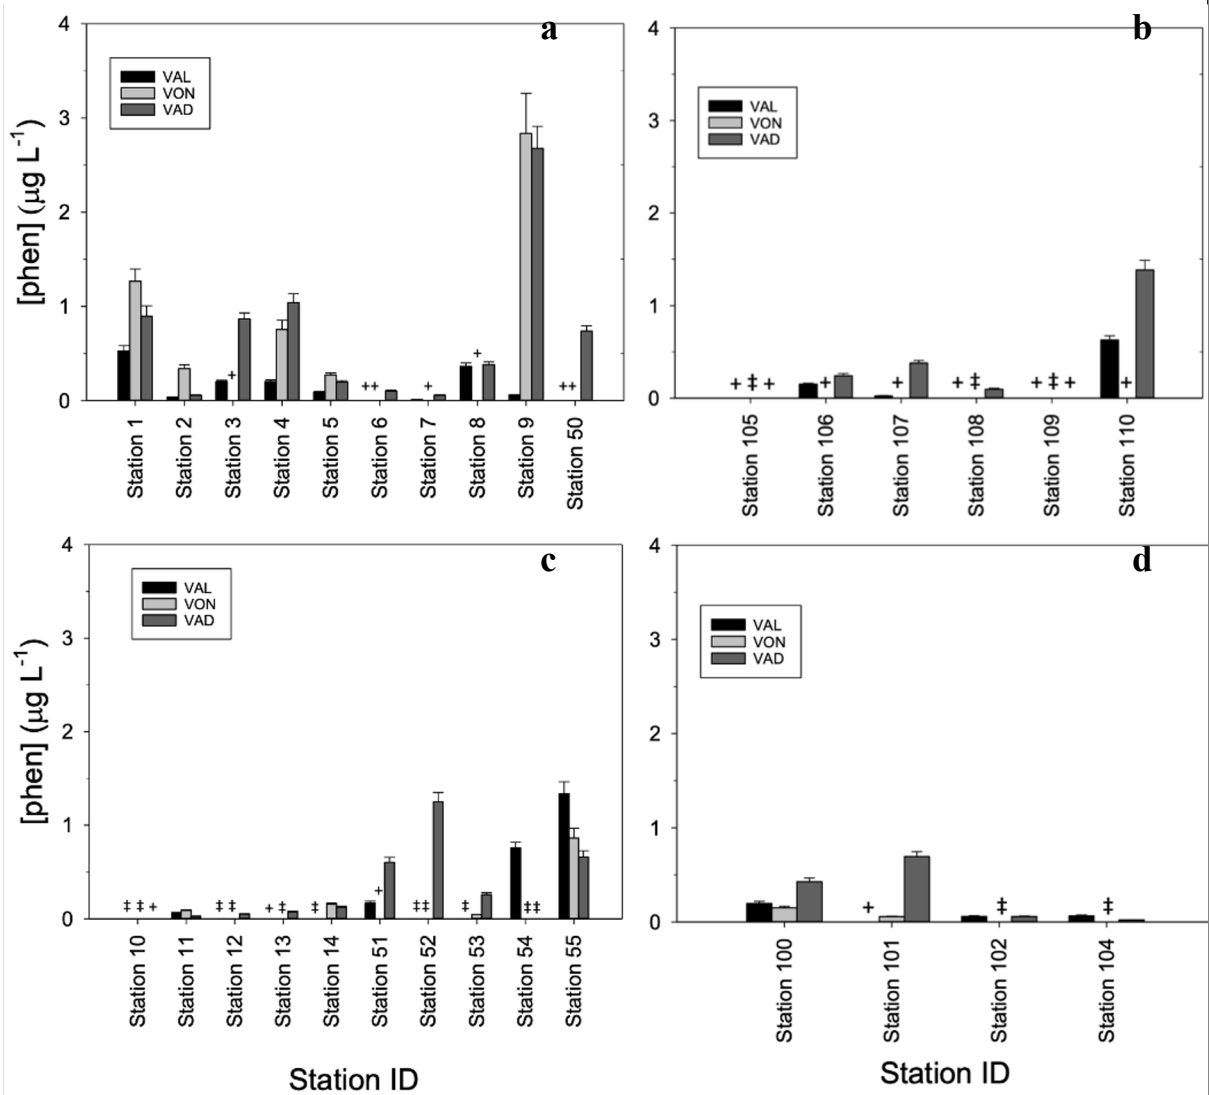 a
4
3
2
1
0
[phen] (µg L⁻¹)
VAL
VON
VAD
+
++
+
+
++
Station 1
Station 2
Station 3
Station 4
Station 5
Station 6
Station 7
Station 8
Station 9
Station 50
b
4
3
2
1
0
VAL
VON
VAD
+ ‡ +
+
+
+ ‡
+ ‡ +
+
Station 105
Station 106
Station 107
Station 108
Station 109
Station 110
c
4
3
2
1
0
[phen] (µg L⁻¹)
VAL
VON
VAD
‡ ‡ +
‡ ‡
+ ‡
‡
+
‡‡
‡
‡‡
Station 10
Station 11
Station 12
Station 13
Station 14
Station 51
Station 52
Station 53
Station 54
Station 55
Station ID
d
4
3
2
1
0
VAL
VON
VAD
+
‡
‡
Station 100
Station 101
Station 102
Station 104
Station ID